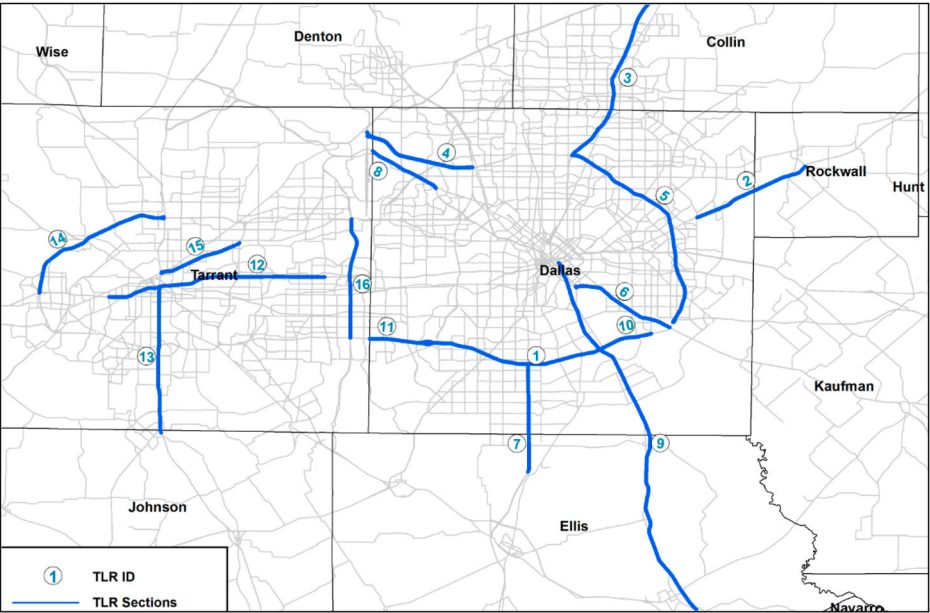 Wise
Denton
Collin
3
4
8
5
2
Rockwall
Hunt
14
15
12
Tarrant
16
Dallas
6
11
10
1
13
Kaufman
7
9
Johnson
Ellis
1 TLR ID
TLR Sections
Navarro